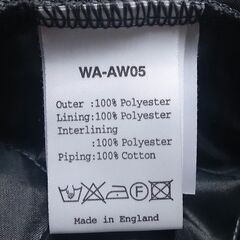 WA-AW05
Outer :100% Polyester
Lining:100% Polyester
Interlining
:100% Polyester
Piping:100% Cotton
F
Made in England